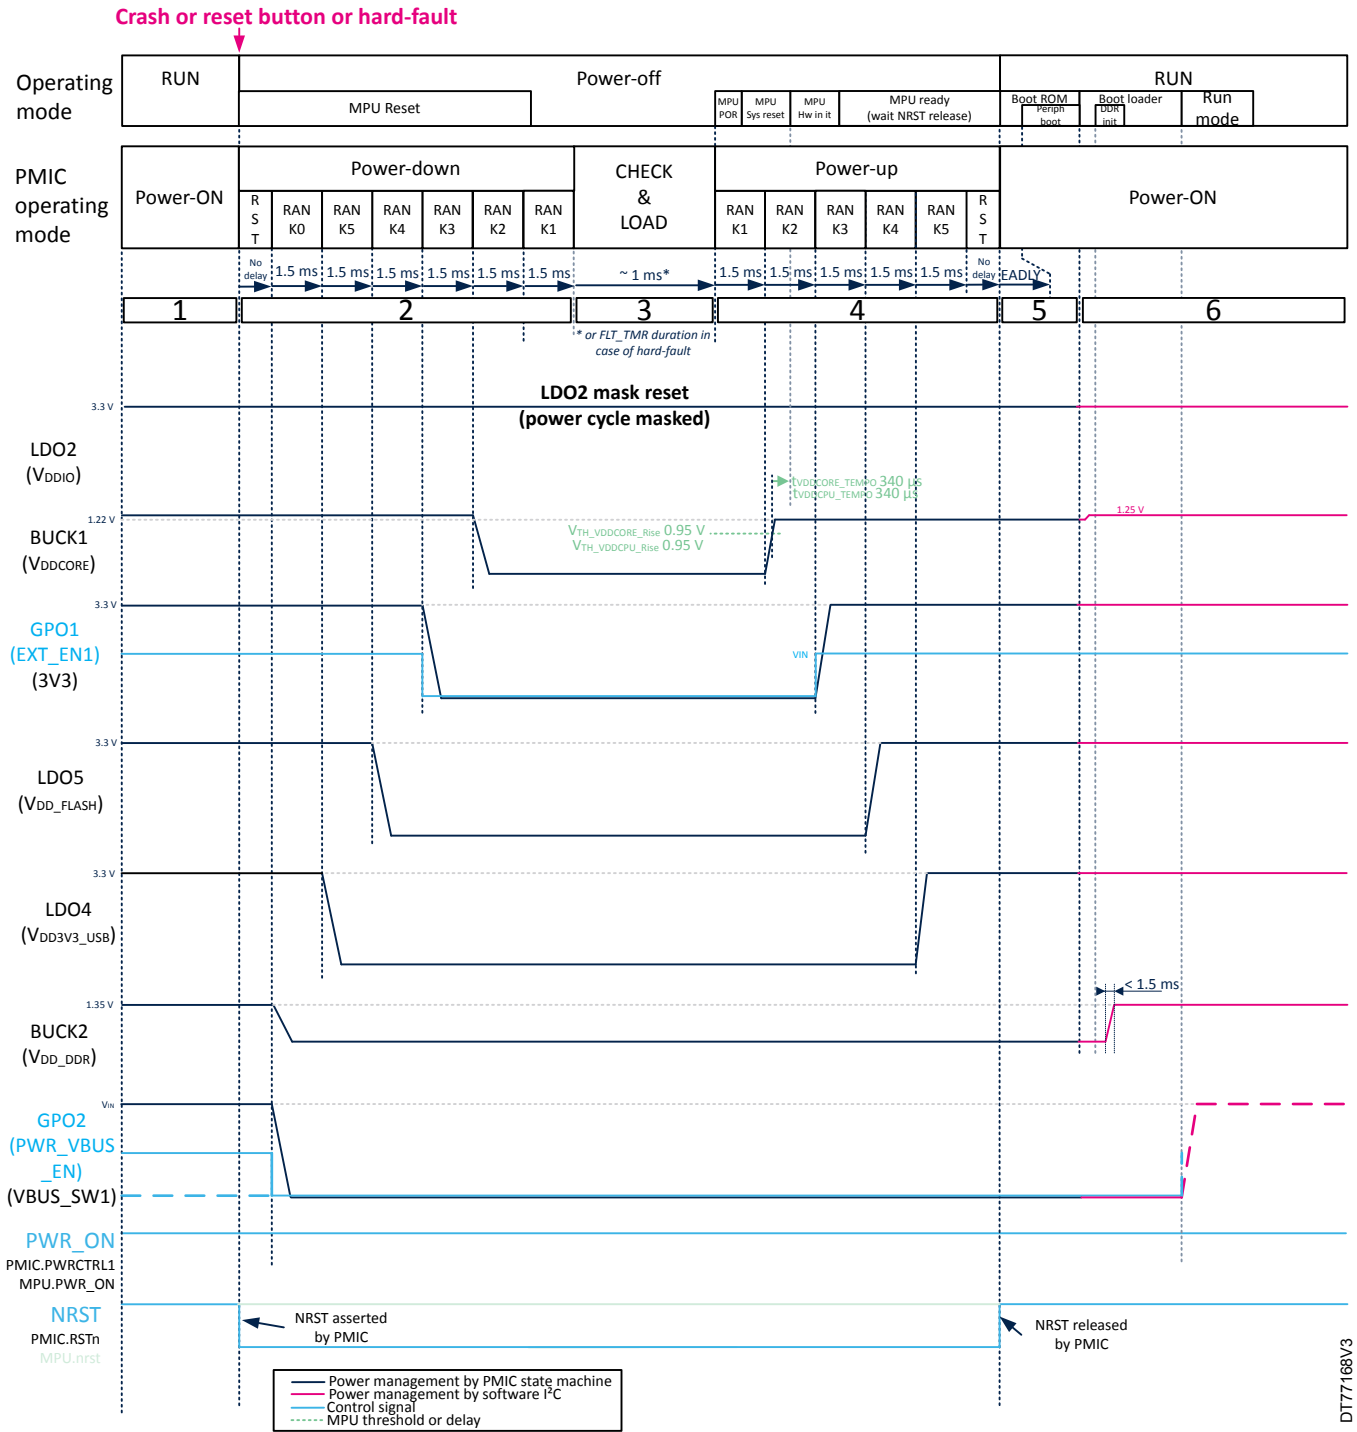 Crash or reset button or hard-fault
Operating
mode
RUN
Power-off
RUN
MPU Reset
MPU
POR
MPU
Sys reset
MPU
Hw in it
MPU ready
(wait NRST release)
Boot ROM
Periph
boot
Boot loader
DDR
init
Run
mode
PMIC
operating
mode
Power-ON
Power-down
CHECK
&
LOAD
Power-up
Power-ON
R
S
T
RAN
K0
RAN
K5
RAN
K4
RAN
K3
RAN
K2
RAN
K1
RAN
K1
RAN
K2
RAN
K3
RAN
K4
RAN
K5
R
S
T
No
delay
1.5 ms
1.5 ms
1.5 ms
1.5 ms
1.5 ms
1.5 ms
~ 1 ms*
1.5 ms
1.5 ms
1.5 ms
1.5 ms
1.5 ms
No
delay
EADLY
1
2
3
4
5
6
* or FLT_TMR duration in
case of hard-fault
LDO2 mask reset
(power cycle masked)
3.3 V
LDO2
(VDDIO)
tVDDCORE_TEMPO 340 µs
tVDDCPU_TEMPO 340 µs
1.22 V
1.25 V
BUCK1
(VDDCORE)
VTH_VDDCORE_Rise 0.95 V
VTH_VDDCPU_Rise 0.95 V
3.3 V
GPO1
(EXT_EN1)
(3V3)
VIN
3.3 V
LDO5
(VDD_FLASH)
3.3 V
LDO4
(VDD3V3_USB)
< 1.5 ms
1.35 V
BUCK2
(VDD_DDR)
VIN
GPO2
(PWR_VBUS
_EN)
(VBUS_SW1)
PWR_ON
PMIC.PWRCTRL1
MPU.PWR_ON
NRST
PMIC.RSTn
MPU.nrst
NRST asserted
by PMIC
NRST released
by PMIC
Power management by PMIC state machine
Power management by software I²C
Control signal
MPU threshold or delay
DT77168V3